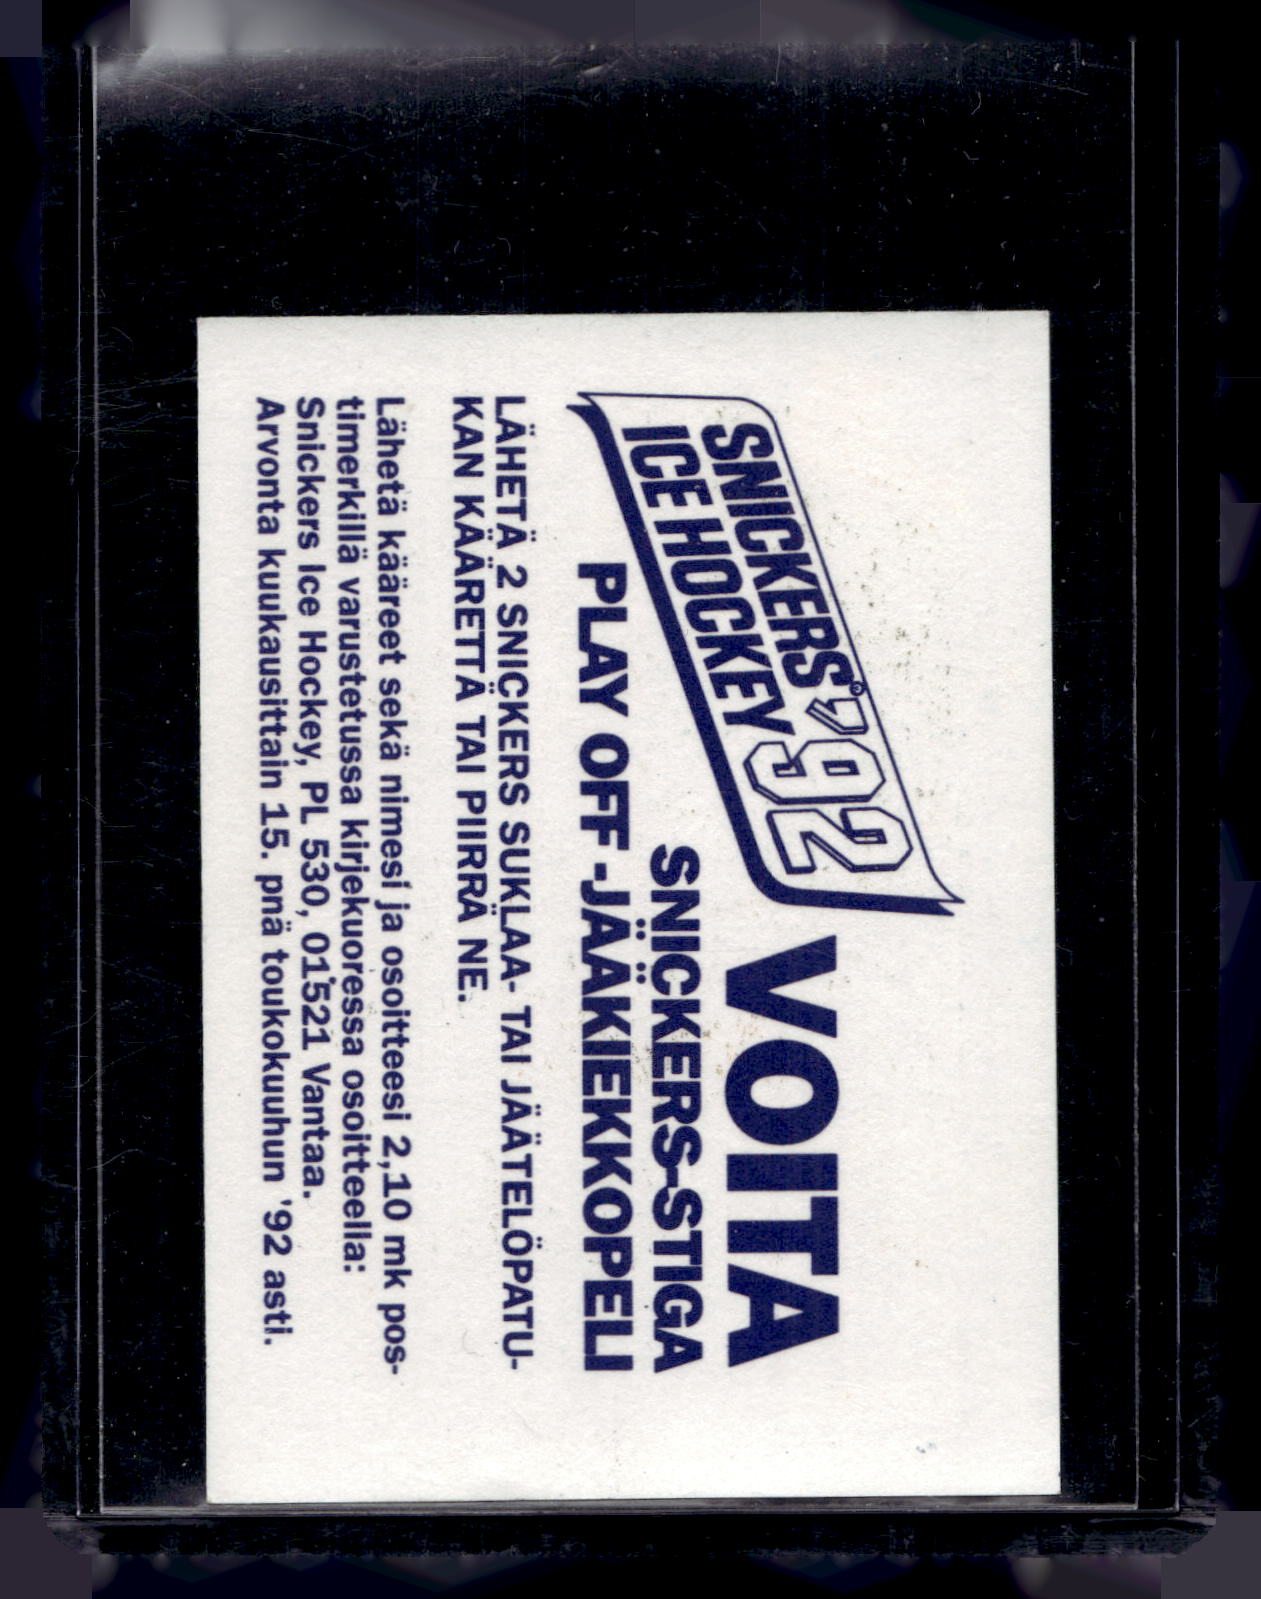 SNICKERS® '92
ICE HOCKEY
VOITA
SNICKERS-STIGA
PLAY OFF -JÄÄKIEKKOPELI
LÄHETÄ 2 SNICKERS SUKLAA- TAI JÄÄTELÖPATU-
KAN KÄÄRETTÄ TAI PIIRRÄ NE.
Lähetä kääreet sekä nimesi ja osoitteesi 2,10 mk pos-
timerkillä varustetussa kirjekuoressa osoitteella:
Snickers Ice Hockey, PL 530, 01521 Vantaa.
Arvonta kuukausittain 15. pnä toukokuuhun '92 asti.